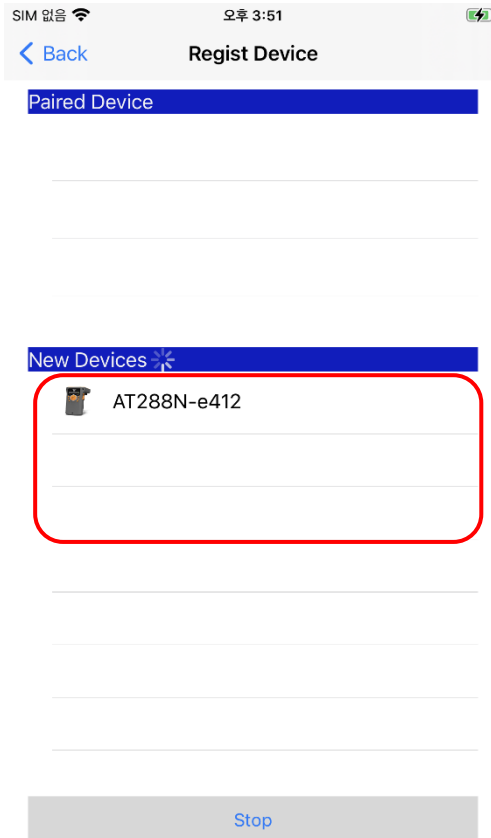 SIM 없음 오후 3:51
Back Regist Device
Paired Device
New Devices
AT288N-e412
Stop